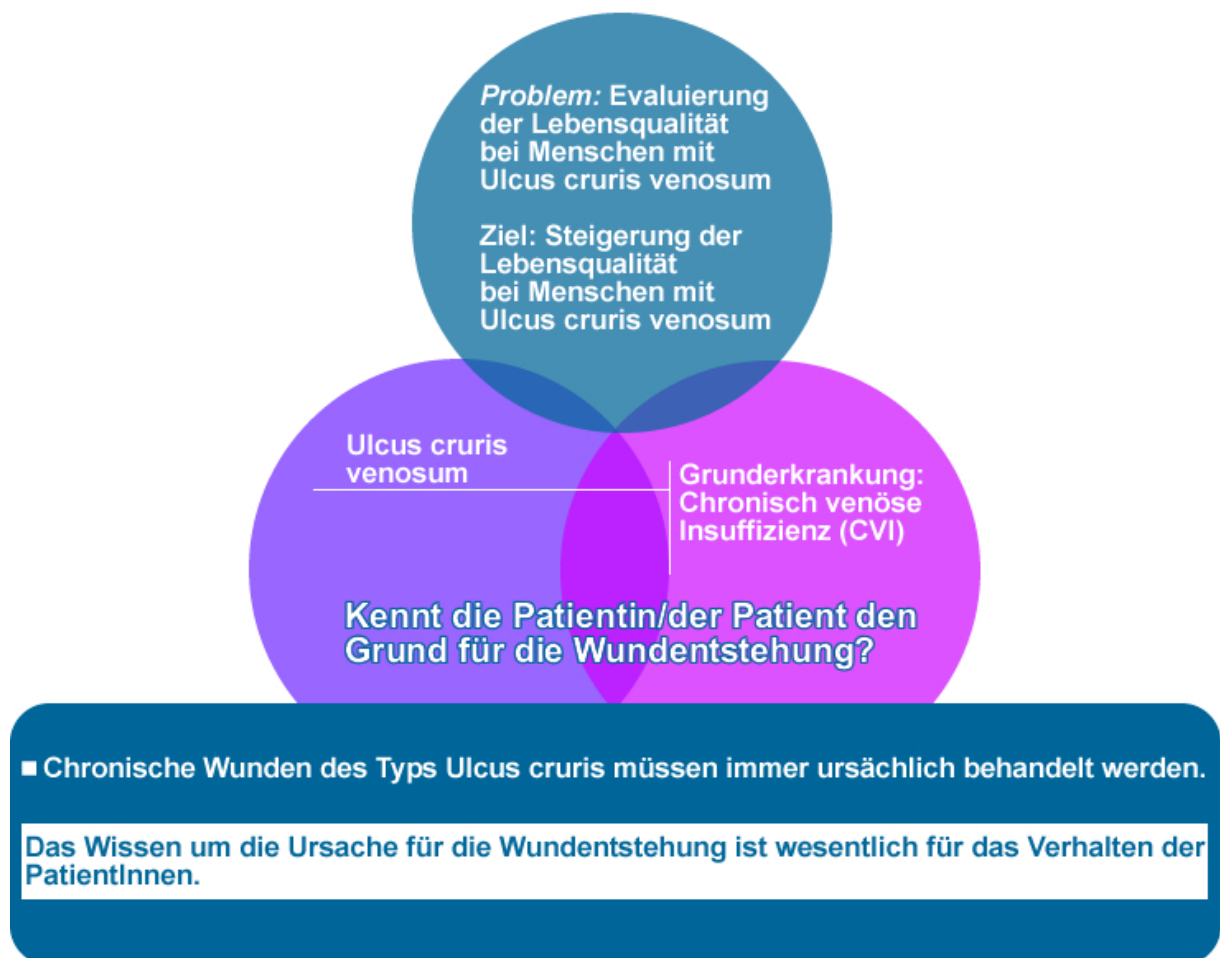 Problem: Evaluierung
der Lebensqualität
bei Menschen mit
Ulcus cruris venosum
Ziel: Steigerung der
Lebensqualität
bei Menschen mit
Ulcus cruris venosum
Ulcus cruris
venosum
Grunderkrankung:
Chronisch venöse
Insuffizienz (CVI)
Kennt die Patientin/der Patient den
Grund für die Wundentstehung?
■ Chronische Wunden des Typs Ulcus cruris müssen immer ursächlich behandelt werden.
Das Wissen um die Ursache für die Wundentstehung ist wesentlich für das Verhalten der
PatientInnen.